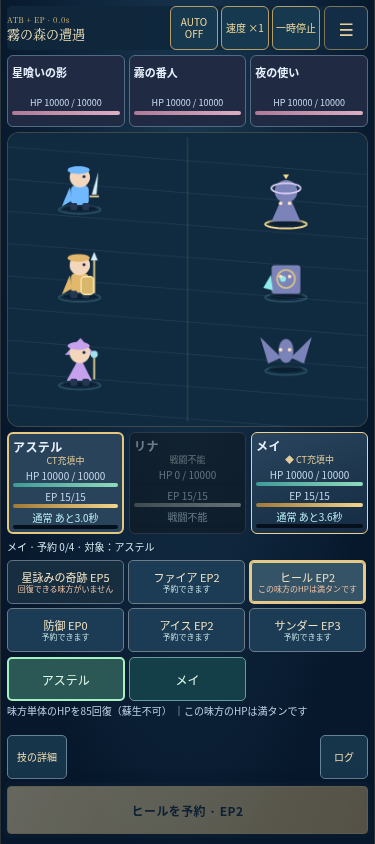 ATB + EP · 0.0s
霧の森の遭遇
AUTO
OFF
速度 ×1
一時停止
☰
星喰いの影
HP 10000 / 10000
霧の番人
HP 10000 / 10000
夜の使い
HP 10000 / 10000
アステル
CT充填中
HP 10000 / 10000
EP 15/15
通常 あと3.0秒
リナ
戦闘不能
HP 0 / 10000
EP 15/15
戦闘不能
メイ
◆ CT充填中
HP 10000 / 10000
EP 15/15
通常 あと3.6秒
メイ · 予約 0/4 · 対象：アステル
星詠みの奇跡 EP5
回復できる味方がいません
ファイア EP2
予約できます
ヒール EP2
この味方のHPは満タンです
防御 EP0
予約できます
アイス EP2
予約できます
サンダー EP3
予約できます
アステル
メイ
味方単体のHPを85回復（蘇生不可） ｜この味方のHPは満タンです
技の詳細
ログ
ヒールを予約 · EP2